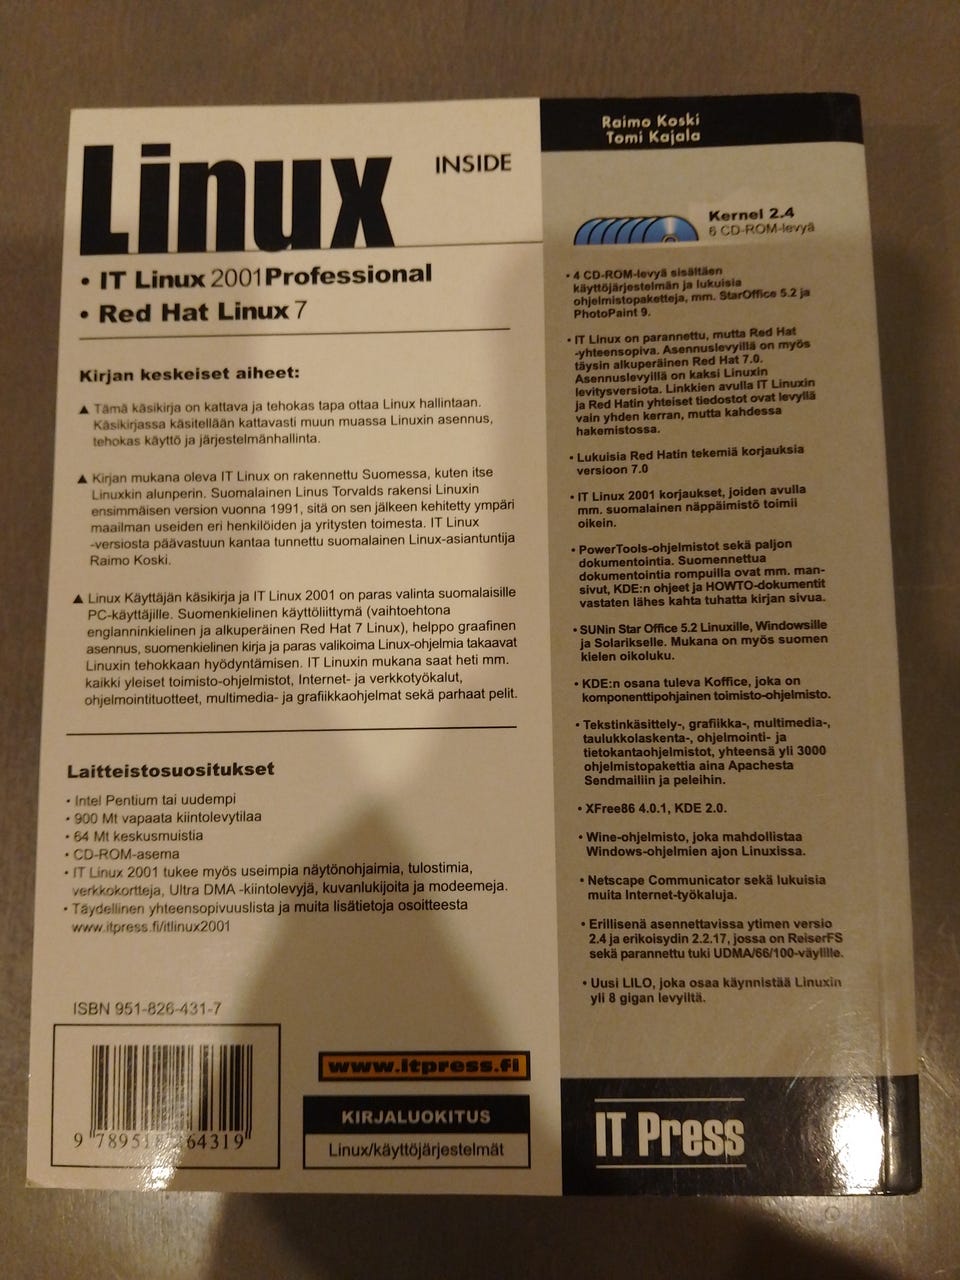 Linux INSIDE
• IT Linux 2001 Professional
• Red Hat Linux 7
Kirjan keskeiset aiheet:
▲ Tämä käsikirja on kattava ja tehokas tapa ottaa Linux hallintaan.
Käsikirjassa käsitellään kattavasti muun muassa Linuxin asennus,
tehokas käyttö ja järjestelmänhallinta.
▲ Kirjan mukana oleva IT Linux on rakennettu Suomessa, kuten itse
Linuxkin alunperin. Suomalainen Linus Torvalds rakensi Linuxin
ensimmäisen version vuonna 1991, sitä on sen jälkeen kehitetty ympäri
maailman useiden eri henkilöiden ja yritysten toimesta. IT Linux
-versiosta päävastuun kantaa tunnettu suomalainen Linux-asiantuntija
Raimo Koski.
▲ Linux Käyttäjän käsikirja ja IT Linux 2001 on paras valinta suomalaisille
PC-käyttäjille. Suomenkielinen käyttöliittymä (vaihtoehtona
englanninkielinen ja alkuperäinen Red Hat 7 Linux), helppo graafinen
asennus, suomenkielinen kirja ja paras valikoima Linux-ohjelmia takaavat
Linuxin tehokkaan hyödyntämisen. IT Linuxin mukana saat heti mm.
kaikki yleiset toimisto-ohjelmistot, Internet- ja verkkotyökalut,
ohjelmointituotteet, multimedia- ja grafiikkaohjelmat sekä parhaat pelit.
Laitteistosuositukset
• Intel Pentium tai uudempi
• 900 Mt vapaata kiintolevytilaa
• 64 Mt keskusmuistia
• CD-ROM-asema
• IT Linux 2001 tukee myös useimpia näytönohjaimia, tulostimia,
verkkokortteja, Ultra DMA -kiintolevyjä, kuvanlukijoita ja modeemeja.
• Täydellinen yhteensopivuuslista ja muita lisätietoja osoitteesta
www.itpress.fi/itlinux2001
ISBN 951-826-431-7
9 789518 264319
www.itpress.fi
KIRJALUOKITUS
Linux/käyttöjärjestelmät
Raimo Koski
Tomi Kajala
Kernel 2.4
6 CD-ROM-levyä
• 4 CD-ROM-levyä sisältäen
käyttöjärjestelmän ja lukuisia
ohjelmistopaketteja, mm. StarOffice 5.2 ja
PhotoPaint 9.
• IT Linux on parannettu, mutta Red Hat
-yhteensopiva. Asennuslevyillä on myös
täysin alkuperäinen Red Hat 7.0.
Asennuslevyillä on kaksi Linuxin
levitysversiota. Linkkien avulla IT Linuxin
ja Red Hatin yhteiset tiedostot ovat levyllä
vain yhden kerran, mutta kahdessa
hakemistossa.
• Lukuisia Red Hatin tekemiä korjauksia
versioon 7.0
• IT Linux 2001 korjaukset, joiden avulla
mm. suomalainen näppäimistö toimii
oikein.
• PowerTools-ohjelmistot sekä paljon
dokumentointia. Suomennettua
dokumentointia rompuilla ovat mm. man-
sivut, KDE:n ohjeet ja HOWTO-dokumentit
vastaten lähes kahta tuhatta kirjan sivua.
• SUNin Star Office 5.2 Linuxille, Windowsille
ja Solarikselle. Mukana on myös suomen
kielen oikoluku.
• KDE:n osana tuleva Koffice, joka on
komponenttipohjainen toimisto-ohjelmisto.
• Tekstinkäsittely-, grafiikka-, multimedia-,
taulukkolaskenta-, ohjelmointi- ja
tietokantaohjelmistot, yhteensä yli 3000
ohjelmistopakettia aina Apachesta
Sendmailiin ja peleihin.
• XFree86 4.0.1, KDE 2.0.
• Wine-ohjelmisto, joka mahdollistaa
Windows-ohjelmien ajon Linuxissa.
• Netscape Communicator sekä lukuisia
muita Internet-työkaluja.
• Erillisenä asennettavissa ytimen versio
2.4 ja erikoisydin 2.2.17, jossa on ReiserFS
sekä parannettu tuki UDMA/66/100-väylille.
• Uusi LILO, joka osaa käynnistää Linuxin
yli 8 gigan levyiltä.
IT Press